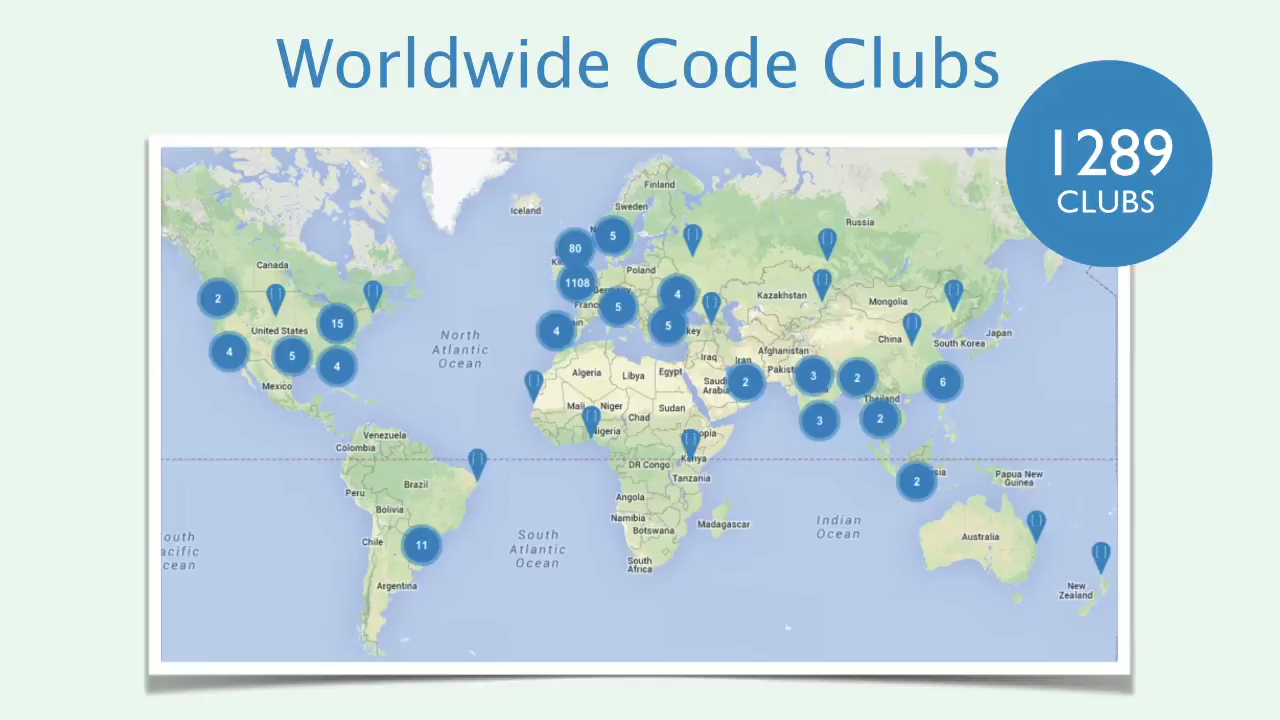 Worldwide Code Clubs
1289
CLUBS
Finland
Iceland
Sweden
Russia
5
80
Canada
Poland
1108
2
4
Kazakhstan
Mongolia
France
5
15
United States
4
5
Japan
China
South Korea
North
Atlantic
Ocean
4
5
4
Iraq
Iran
Afghanistan
Algeria
Libya
Egypt
Saudi
Arabia
2
3
2
6
Mexico
Mali
Niger
Chad
Sudan
Thailand
3
2
Nigeria
Venezuela
Colombia
Kenya
DR Congo
Tanzania
2
Papua New
Guinea
Peru
Brazil
Angola
Bolivia
Namibia
Botswana
Madagascar
Indian
Ocean
Australia
South
Atlantic
Ocean
Chile
11
South
Africa
Argentina
New
Zealand